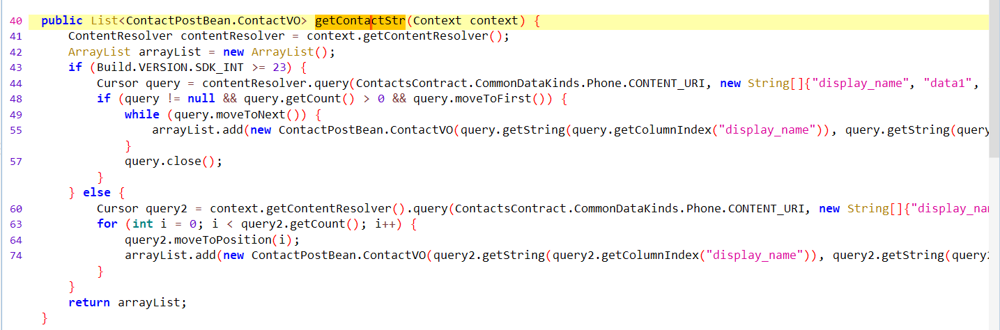 40 public List<ContactPostBean.ContactVO> getContactStr(Context context) {
41 ContentResolver contentResolver = context.getContentResolver();
42 ArrayList arrayList = new ArrayList();
43 if (Build.VERSION.SDK_INT >= 23) {
44 Cursor query = contentResolver.query(ContactsContract.CommonDataKinds.Phone.CONTENT_URI, new String[]{"display_name", "data1",
48 if (query != null && query.getCount() > 0 && query.moveToFirst()) {
49 while (query.moveToNext()) {
55 arrayList.add(new ContactPostBean.ContactVO(query.getString(query.getColumnIndex("display_name")), query.getString(query
}
57 query.close();
}
} else {
60 Cursor query2 = context.getContentResolver().query(ContactsContract.CommonDataKinds.Phone.CONTENT_URI, new String[]{"display_na
63 for (int i = 0; i < query2.getCount(); i++) {
64 query2.moveToPosition(i);
74 arrayList.add(new ContactPostBean.ContactVO(query2.getString(query2.getColumnIndex("display_name")), query2.getString(query2
}
}
return arrayList;
}